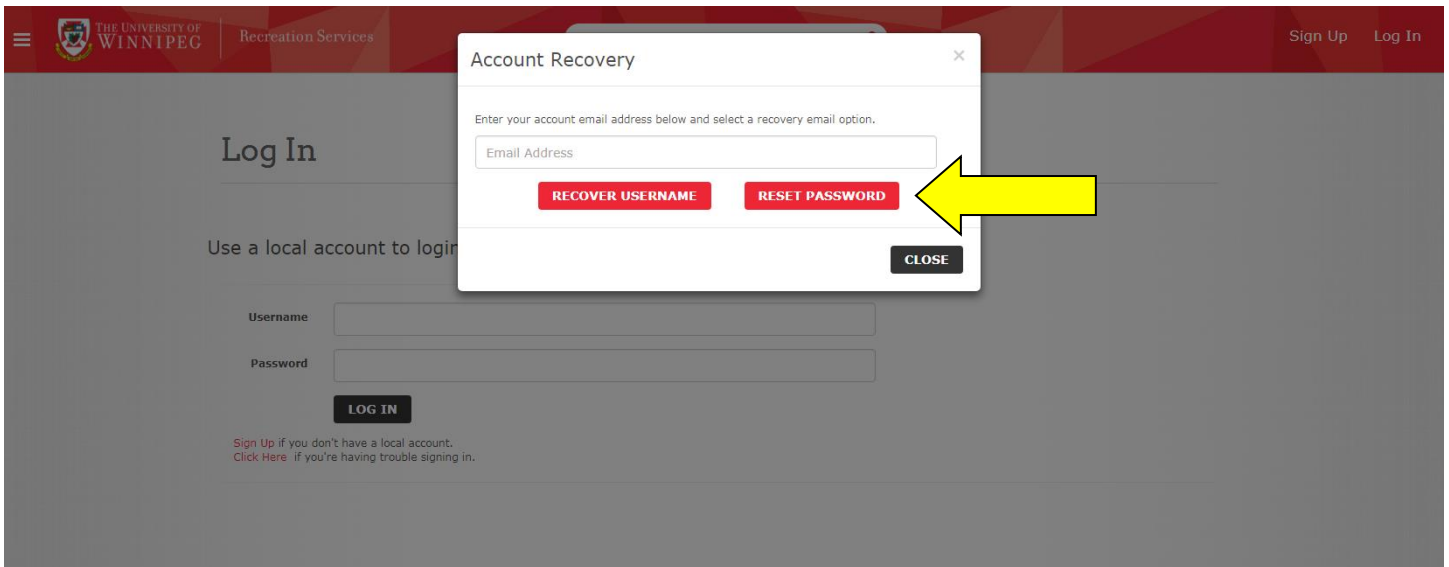 THE UNIVERSITY OF
WINNIPEG
Recreation Services
Sign Up
Log In
Account Recovery
×
Enter your account email address below and select a recovery email option.
Email Address
RECOVER USERNAME
RESET PASSWORD
CLOSE
Log In
Use a local account to login
Username
Password
LOG IN
Sign Up if you don't have a local account.
Click Here if you're having trouble signing in.